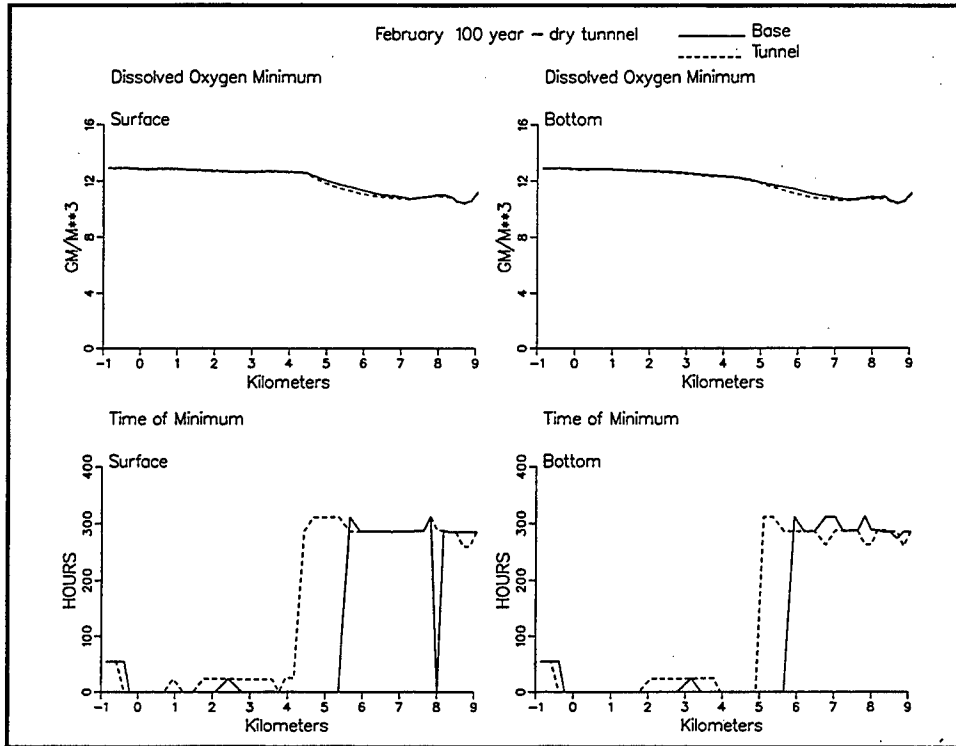 February 100 year – dry tunnnel
Base
Tunnel
Dissolved Oxygen Minimum
Surface
16
12
8
4
0
GM/M**3
-1 0 1 2 3 4 5 6 7 8 9
Kilometers
Dissolved Oxygen Minimum
Bottom
16
12
8
4
0
GM/M**3
-1 0 1 2 3 4 5 6 7 8 9
Kilometers
Time of Minimum
Surface
400
300
200
100
0
HOURS
-1 0 1 2 3 4 5 6 7 8 9
Kilometers
Time of Minimum
Bottom
400
300
200
100
0
HOURS
-1 0 1 2 3 4 5 6 7 8 9
Kilometers